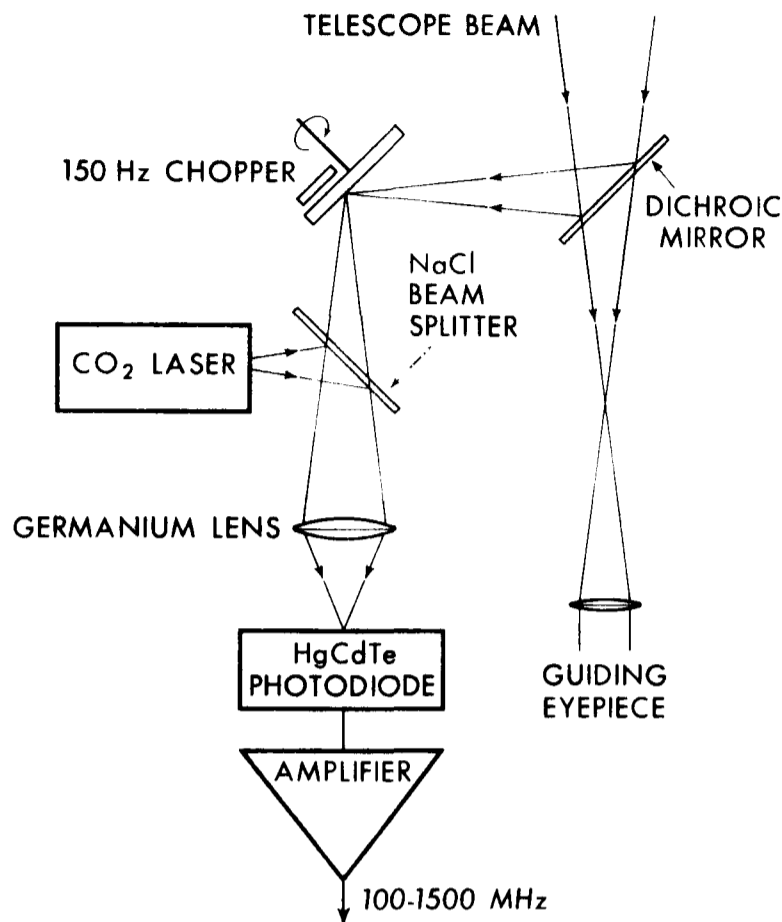 TELESCOPE BEAM
150 Hz CHOPPER
DICHROIC
MIRROR
NaCl
BEAM
SPLITTER
CO₂ LASER
GERMANIUM LENS
HgCdTe
PHOTODIODE
GUIDING
EYEPIECE
AMPLIFIER
100-1500 MHz